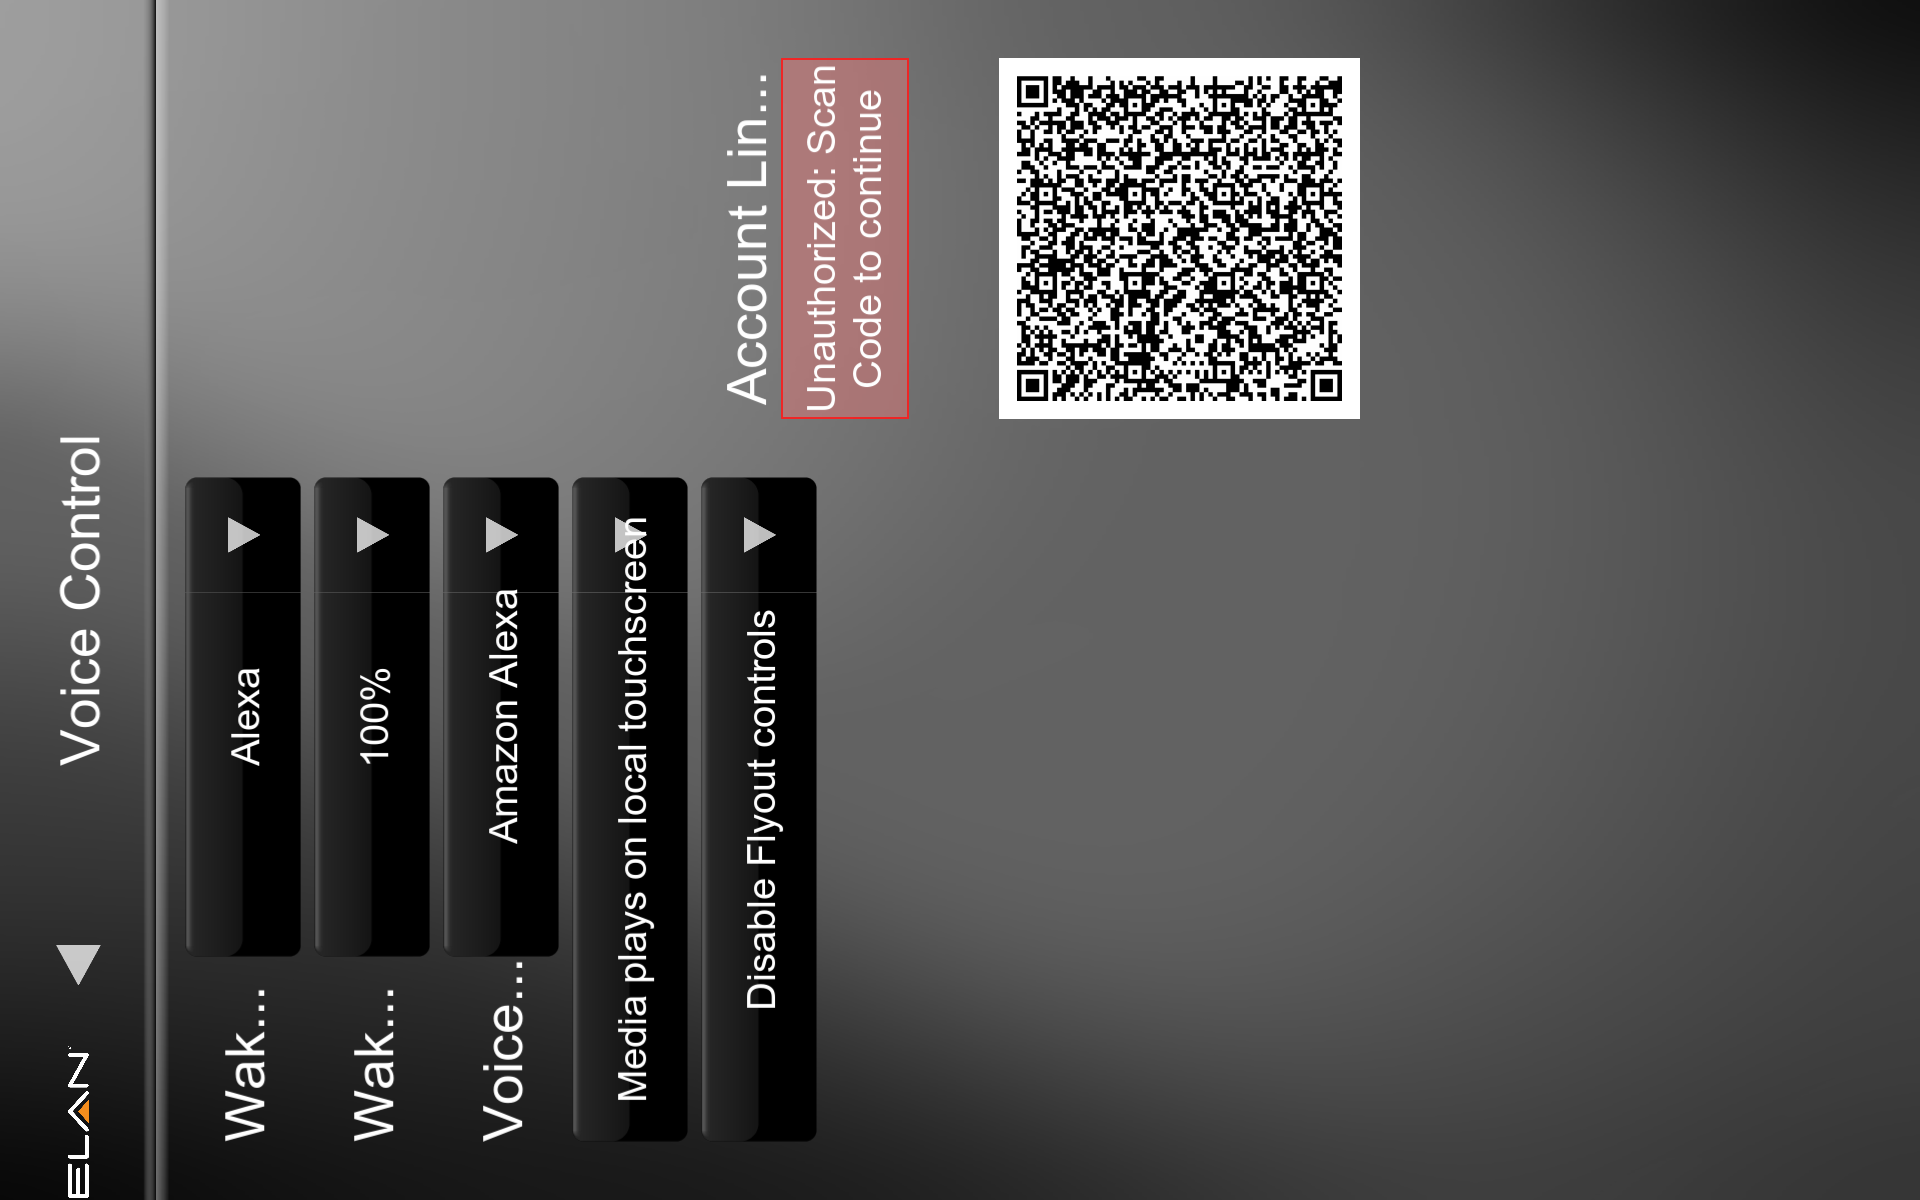 ELAN
Voice Control
Wak...
Alexa
Wak...
100%
Voice...
Amazon Alexa
Media plays on local touchscreen
Disable Flyout controls
Account Lin...
Unauthorized: Scan
Code to continue